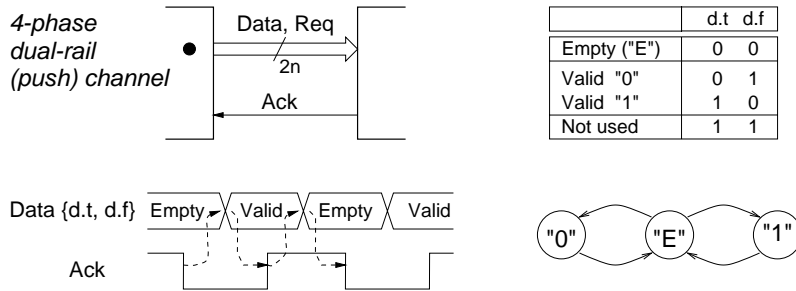 4-phase
dual-rail
(push) channel
Data, Req
2n
Ack
d.t d.f
Empty ("E") 0 0
Valid "0" 0 1
Valid "1" 1 0
Not used 1 1
Data {d.t, d.f} Empty Valid Empty Valid
Ack
"0" "E" "1"